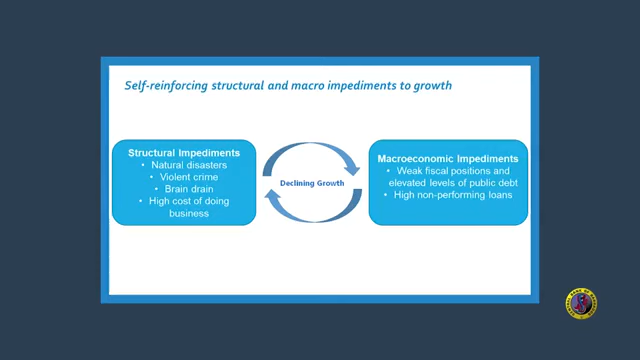 Self-reinforcing structural and macro impediments to growth
Structural Impediments
• Natural disasters
• Violent crime
• Brain drain
• High cost of doing
business
Declining Growth
Macroeconomic Impediments
• Weak fiscal positions and
elevated levels of public debt
• High non-performing loans